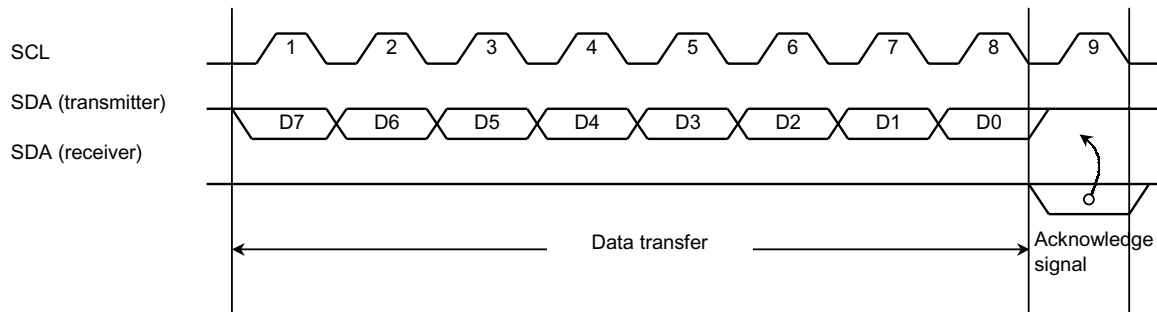 SCL
1 2 3 4 5 6 7 8 9
SDA (transmitter)
D7 D6 D5 D4 D3 D2 D1 D0
SDA (receiver)
Data transfer
Acknowledge
signal